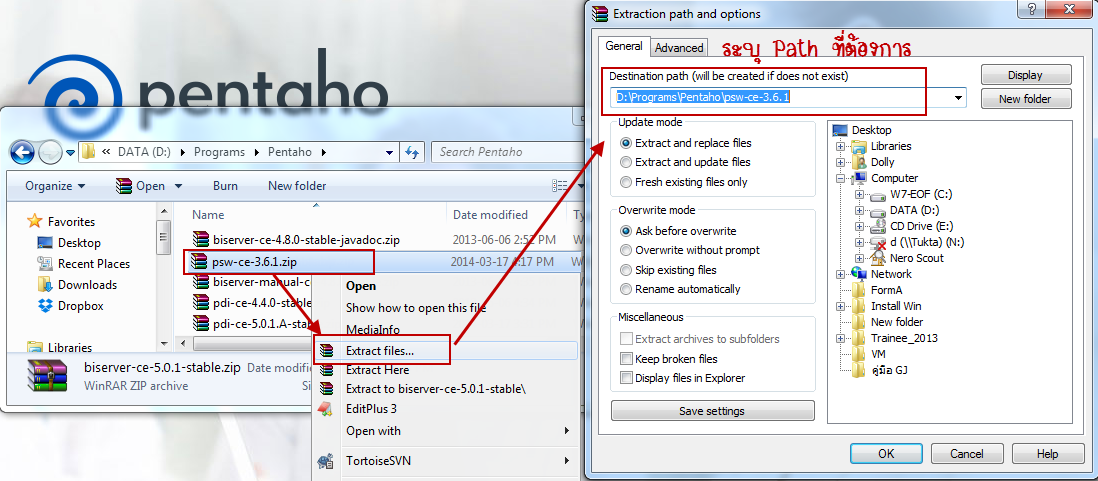 pentaho
DATA (D:) Programs Pentaho
Search Pentaho
Organize Open Burn New folder
Favorites
Desktop
Recent Places
Downloads
Dropbox
Libraries
Name Date modified
biserver-ce-4.8.0-stable-javadoc.zip 2013-06-06 2:52 PM
psw-ce-3.6.1.zip 2014-03-17 4:17 PM
biserver-manual-c
pdi-ce-4.4.0-stable
pdi-ce-5.0.1.A-stab
Open
Show how to open this file
MediaInfo
Extract files...
Extract Here
Extract to biserver-ce-5.0.1-stable\
EditPlus 3
Open with
TortoiseSVN
biserver-ce-5.0.1-stable.zip Date modifi
WinRAR ZIP archive
Extraction path and options
General Advanced
ระบุ Path ที่ต้องการ
Destination path (will be created if does not exist)
D:\Programs\Pentaho\psw-ce-3.6.1
Display
New folder
Update mode
Extract and replace files
Extract and update files
Fresh existing files only
Overwrite mode
Ask before overwrite
Overwrite without prompt
Skip existing files
Rename automatically
Miscellaneous
Extract archives to subfolders
Keep broken files
Display files in Explorer
Save settings
Desktop
Libraries
Dolly
Computer
W7-EOF (C:)
DATA (D:)
CD Drive (E:)
d (\\Tukta) (N:)
Nero Scout
Network
FormA
Install Win
New folder
Trainee_2013
VM
คู่มือ GJ
OK Cancel Help